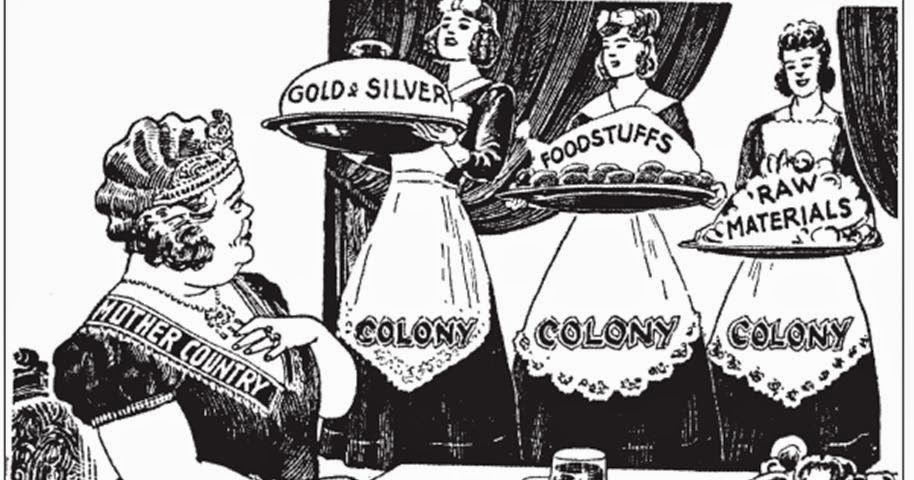 GOLD & SILVER
FOODSTUFFS
RAW
MATERIALS
MOTHER COUNTRY
COLONY
COLONY
COLONY